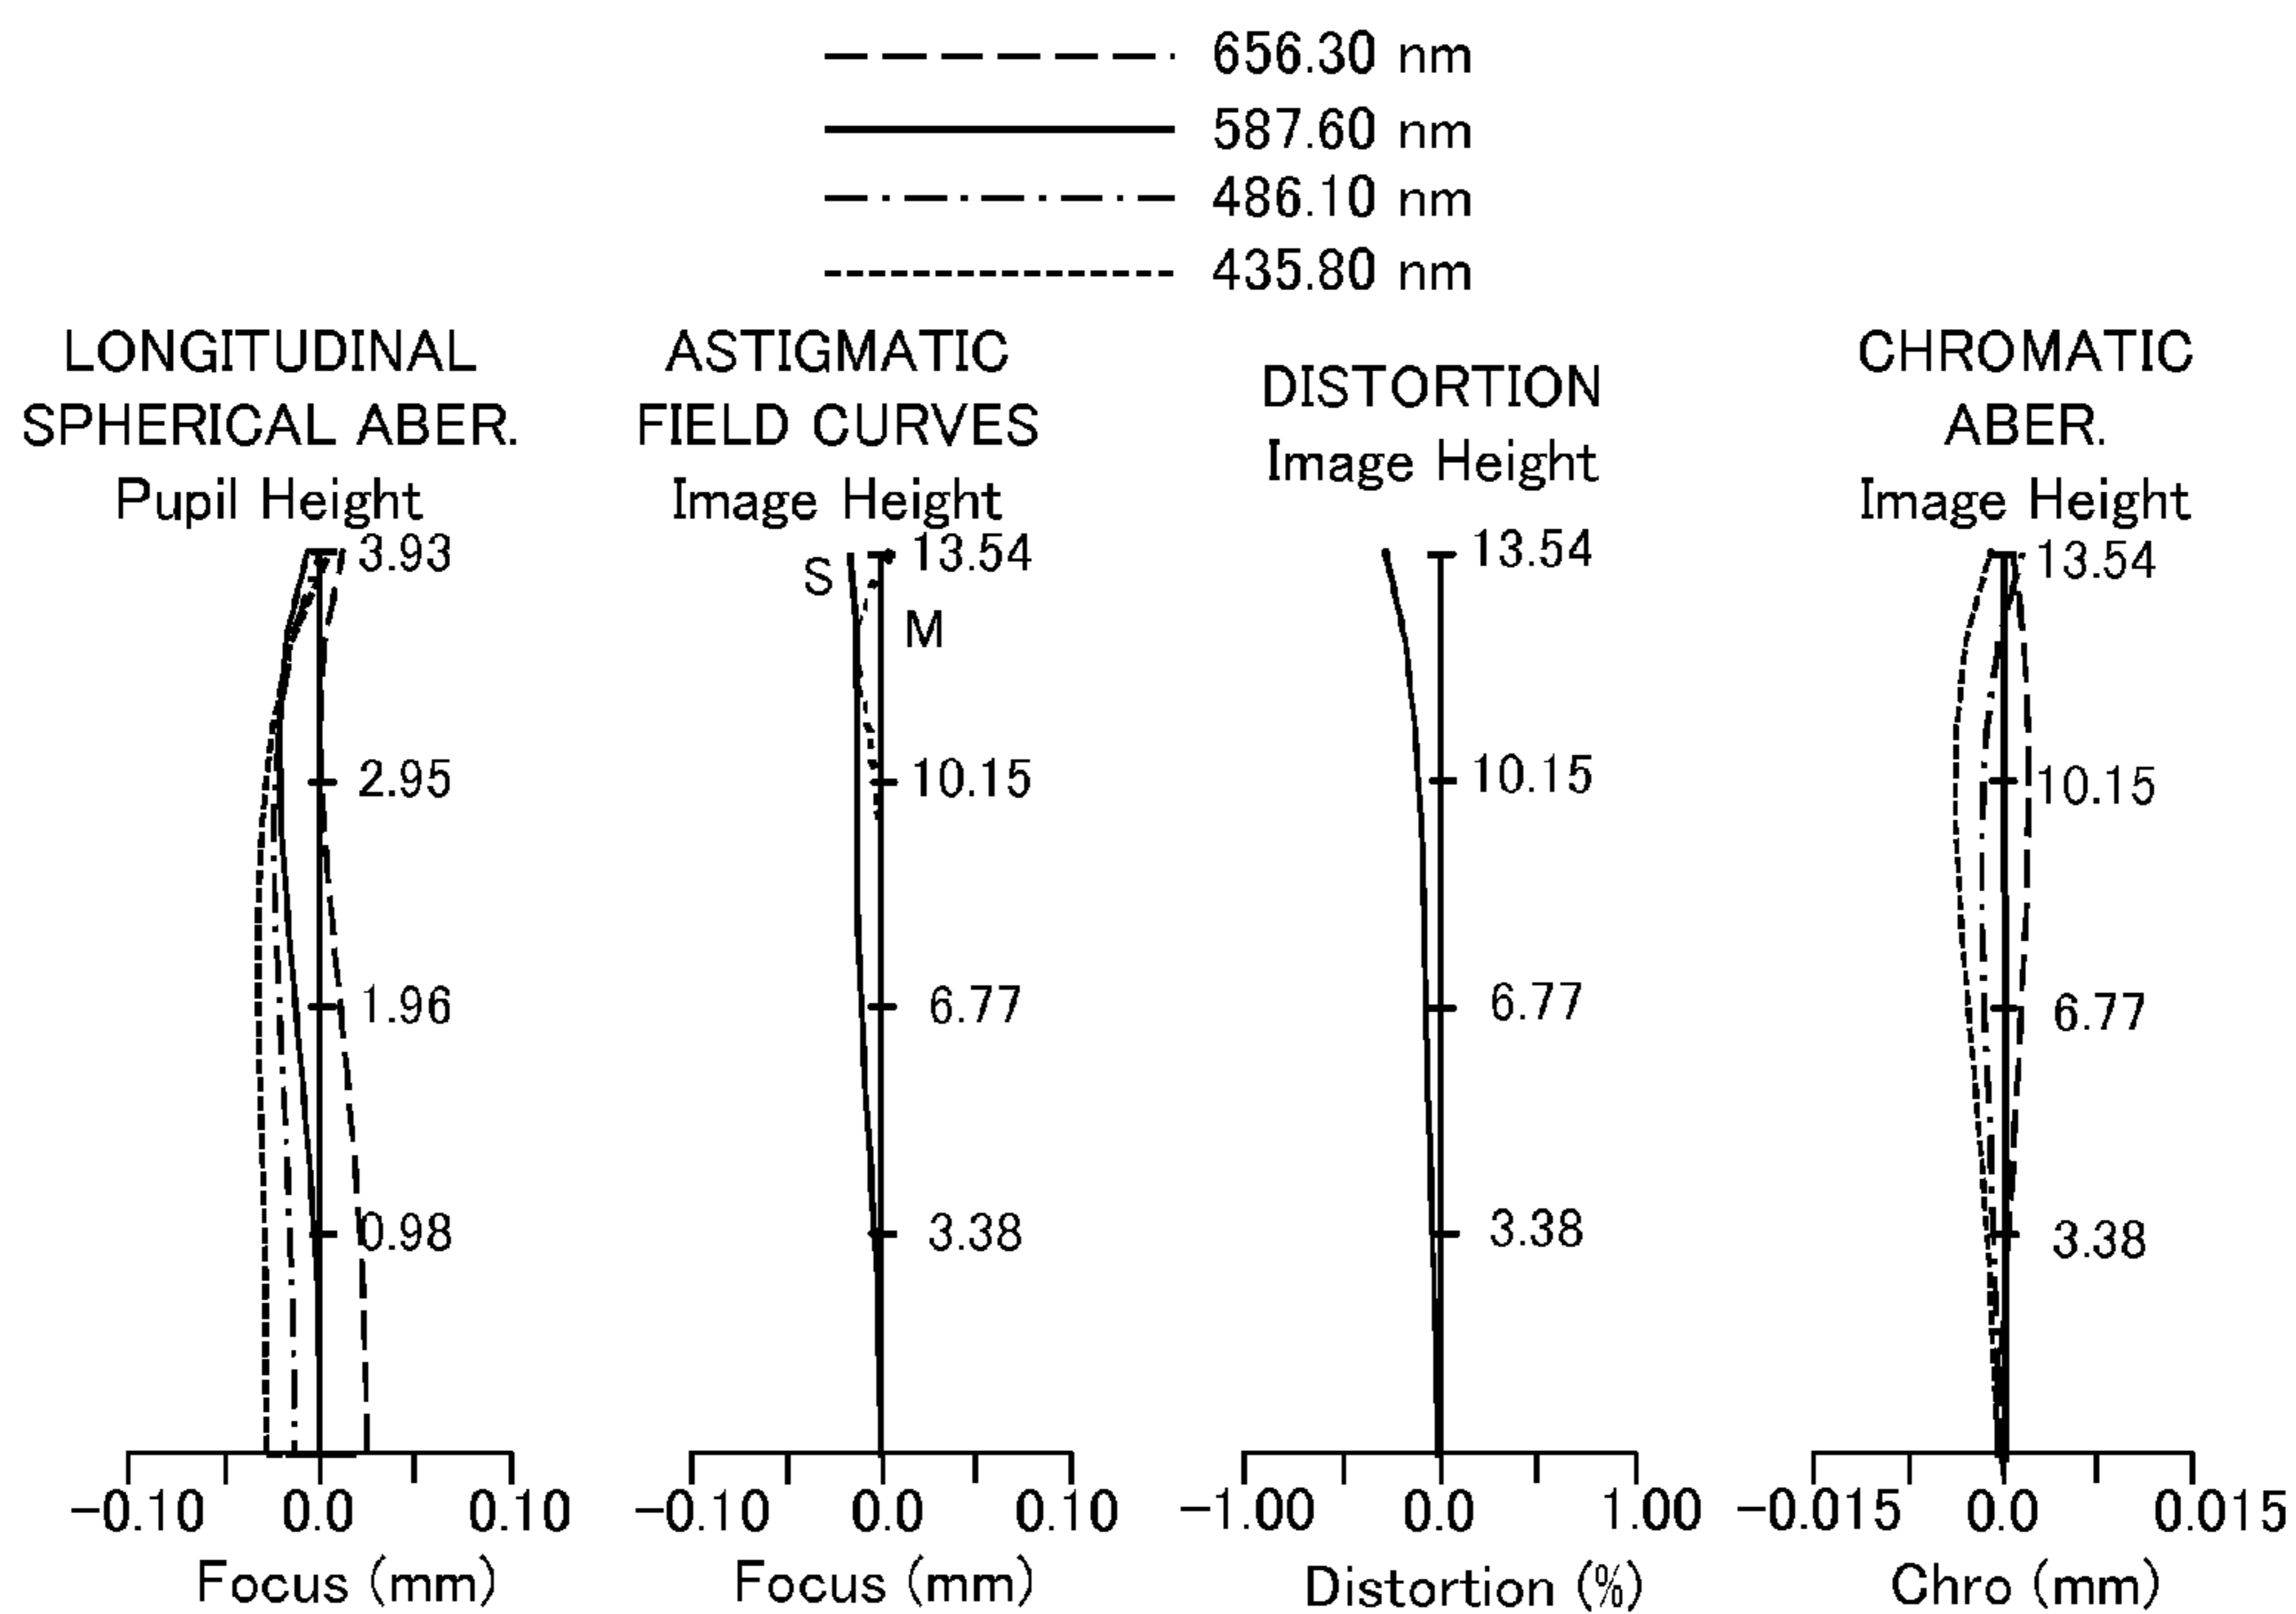 656.30 nm
587.60 nm
486.10 nm
435.80 nm
LONGITUDINAL
SPHERICAL ABER.
Pupil Height
3.93
2.95
1.96
0.98
-0.10 0.0 0.10
Focus (mm)
ASTIGMATIC
FIELD CURVES
Image Height
13.54
S
M
10.15
6.77
3.38
-0.10 0.0 0.10
Focus (mm)
DISTORTION
Image Height
13.54
10.15
6.77
3.38
-1.00 0.0 1.00
Distortion (%)
CHROMATIC
ABER.
Image Height
13.54
10.15
6.77
3.38
-0.015 0.0 0.015
Chro (mm)